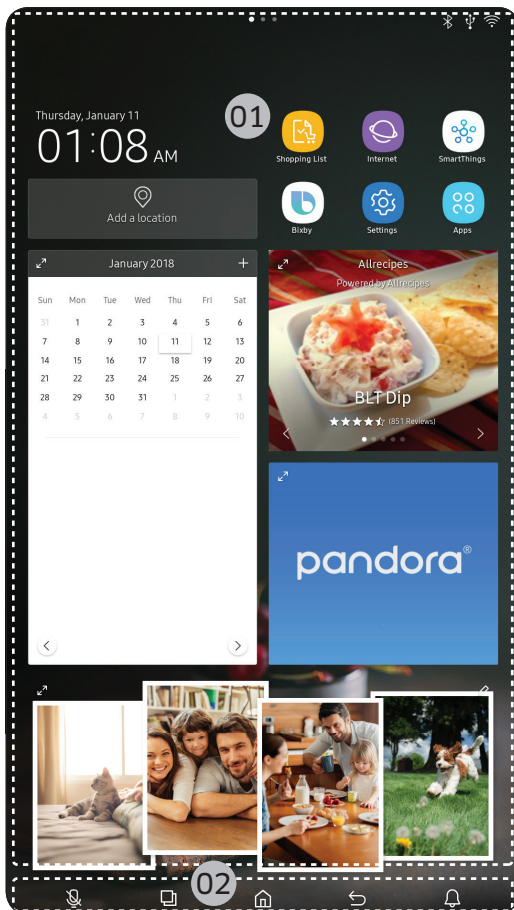 Thursday, January 11
01:08 AM
01
Shopping List
Internet
SmartThings
Bixby
Settings
Apps
Add a location
January 2018 +
Sun Mon Tue Wed Thu Fri Sat
31 1 2 3 4 5 6
7 8 9 10 11 12 13
14 15 16 17 18 19 20
21 22 23 24 25 26 27
28 29 30 31 1 2 3
4 5 6 7 8 9 10
Allrecipes
Powered by Allrecipes
BLT Dip
(851 Reviews)
pandora®
02